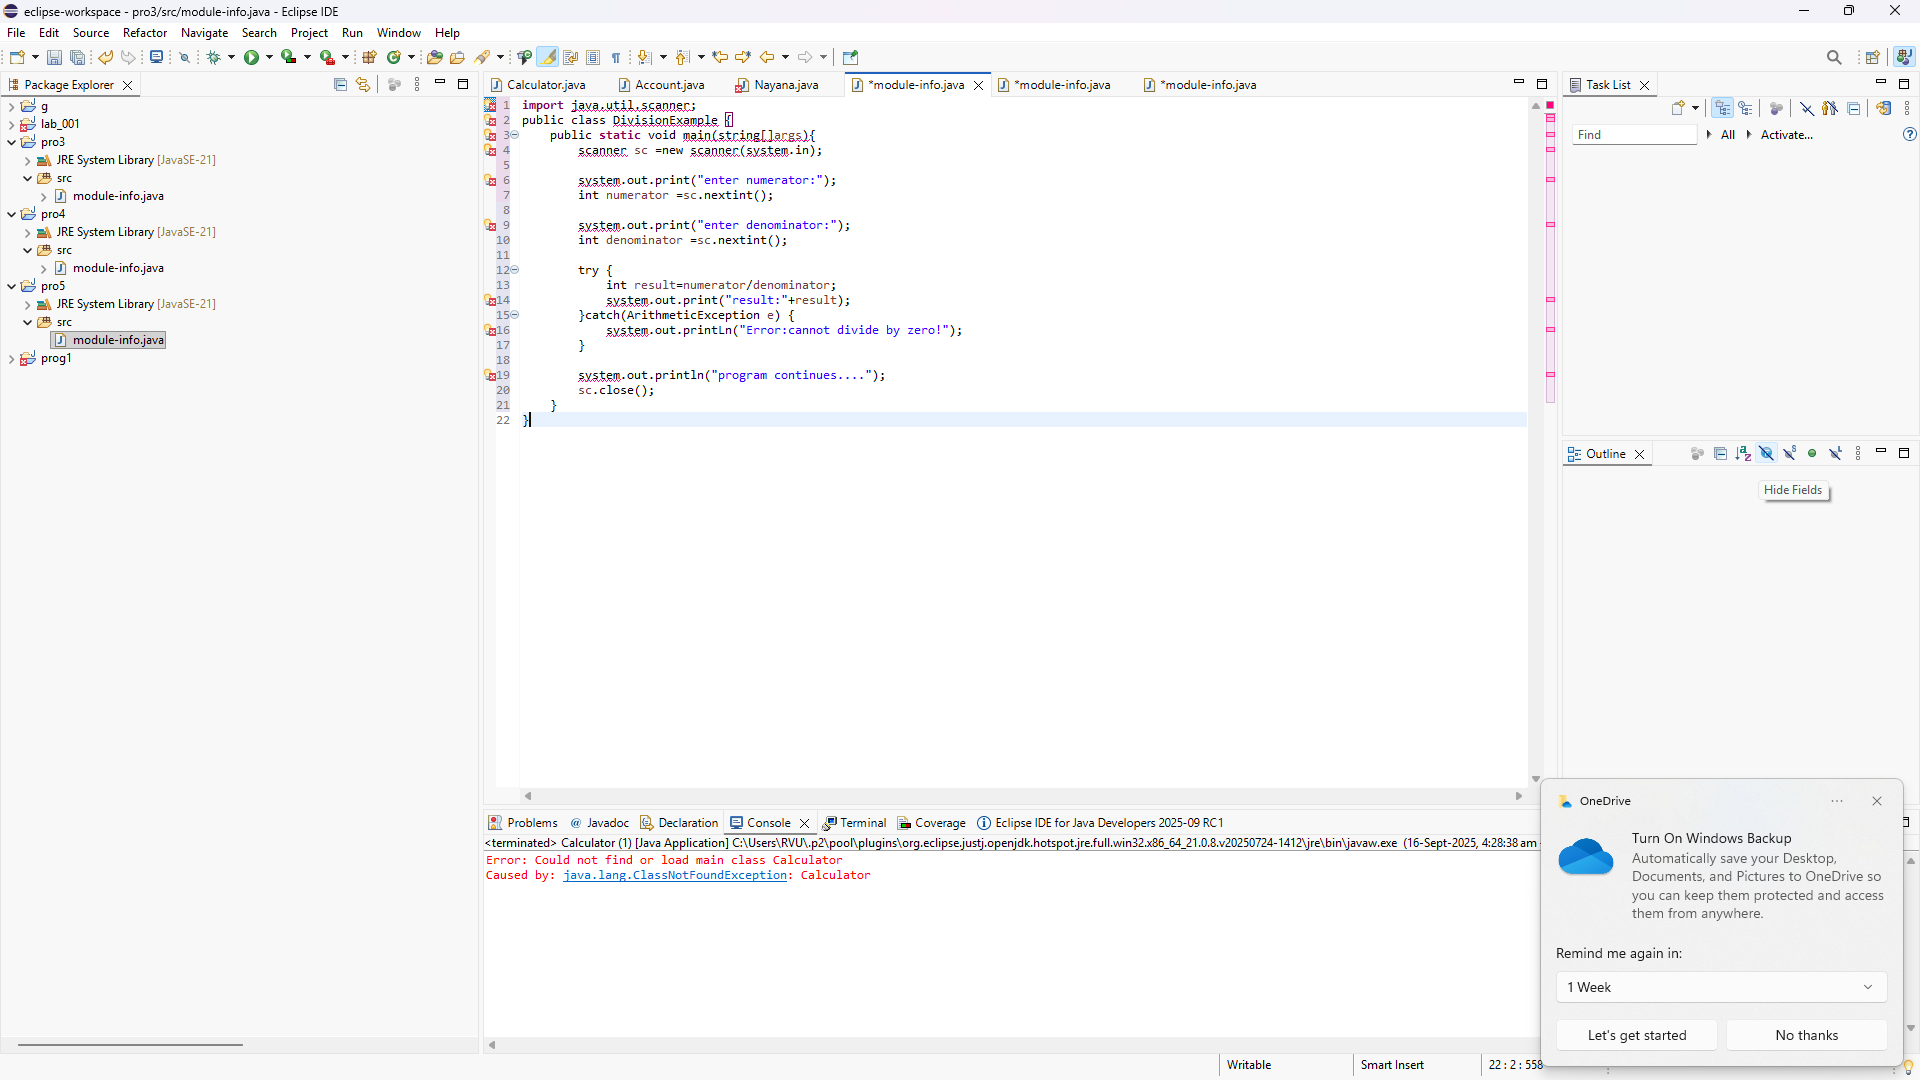 eclipse-workspace - pro3/src/module-info.java - Eclipse IDE
File Edit Source Refactor Navigate Search Project Run Window Help
Package Explorer
g
lab_001
pro3
JRE System Library [JavaSE-21]
src
module-info.java
pro4
JRE System Library [JavaSE-21]
src
module-info.java
pro5
JRE System Library [JavaSE-21]
src
module-info.java
prog1
Calculator.java Account.java Nayana.java *module-info.java *module-info.java *module-info.java
1 import java.util.scanner;
2 public class DivisionExample {
3 public static void main(string[]args){
4 scanner sc =new scanner(system.in);
5
6 system.out.print("enter numerator:");
7 int numerator =sc.nextint();
8
9 system.out.print("enter denominator:");
10 int denominator =sc.nextint();
11
12 try {
13 int result=numerator/denominator;
14 system.out.print("result:"+result);
15 }catch(ArithmeticException e) {
16 system.out.printLn("Error:cannot divide by zero!");
17 }
18
19 system.out.println("program continues....");
20 sc.close();
21 }
22 }
Task List
Find All Activate...
Outline
Hide Fields
Problems Javadoc Declaration Console Terminal Coverage Eclipse IDE for Java Developers 2025-09 RC1
<terminated> Calculator (1) [Java Application] C:\Users\RVU\.p2\pool\plugins\org.eclipse.justj.openjdk.hotspot.jre.full.win32.x86_64_21.0.8.v20250724-1412\jre\bin\javaw.exe (16-Sept-2025, 4:28:38 am
Error: Could not find or load main class Calculator
Caused by: java.lang.ClassNotFoundException: Calculator
OneDrive
Turn On Windows Backup
Automatically save your Desktop,
Documents, and Pictures to OneDrive so
you can keep them protected and access
them from anywhere.
Remind me again in:
1 Week
Let's get started No thanks
Writable Smart Insert 22 : 2 : 558